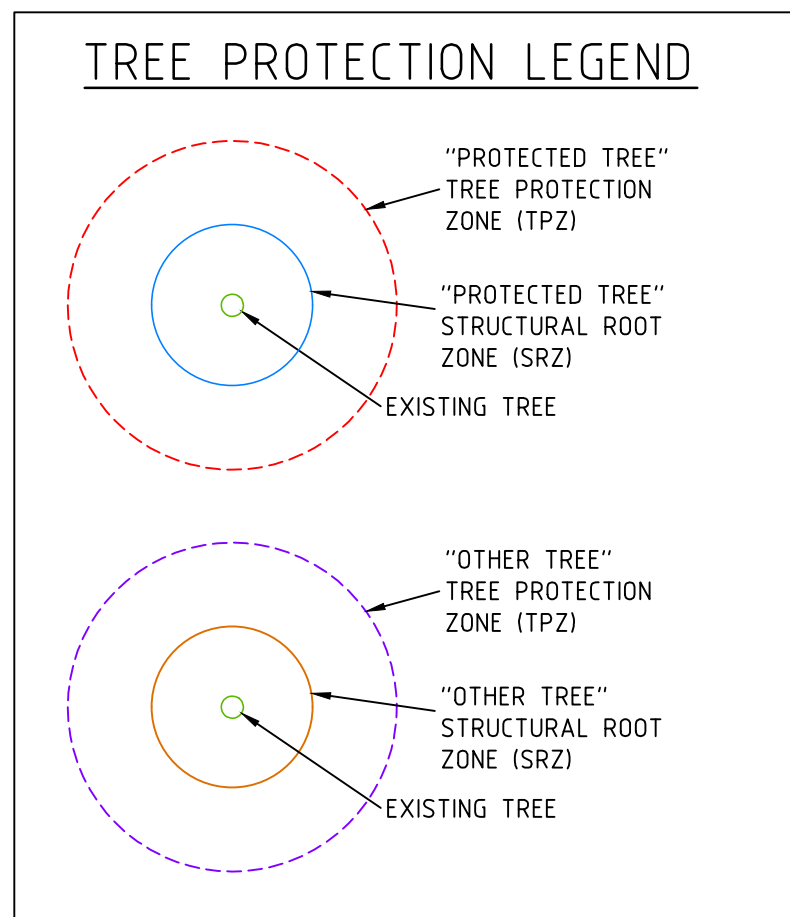 TREE PROTECTION LEGEND
"PROTECTED TREE"
TREE PROTECTION
ZONE (TPZ)
"PROTECTED TREE"
STRUCTURAL ROOT
ZONE (SRZ)
EXISTING TREE
"OTHER TREE"
TREE PROTECTION
ZONE (TPZ)
"OTHER TREE"
STRUCTURAL ROOT
ZONE (SRZ)
EXISTING TREE